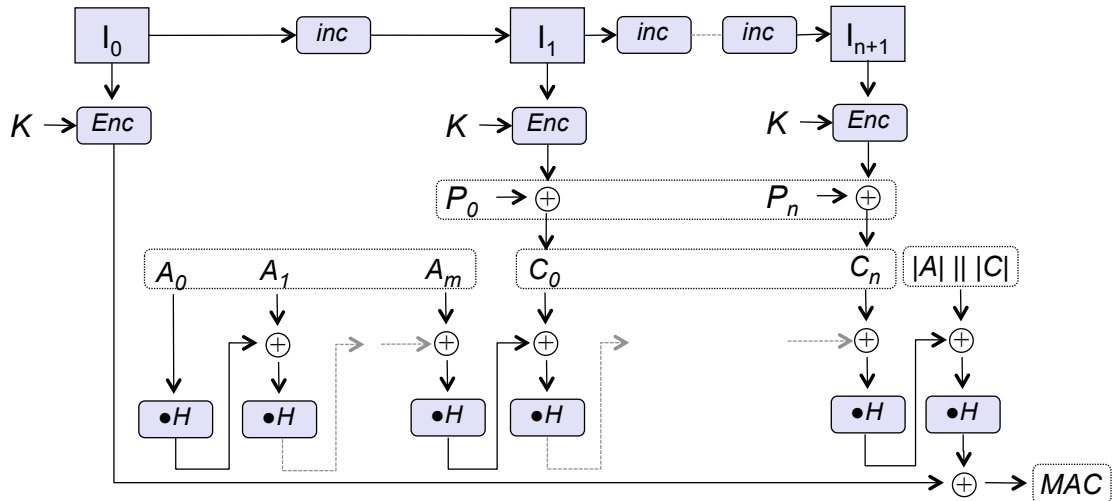 I0 inc I1 inc inc In+1
K Enc K Enc K Enc
P0 + Pn +
A0 A1 Am C0 Cn |A| || |C|
+ + + + +
●H ●H ●H ●H ●H ●H
+ MAC